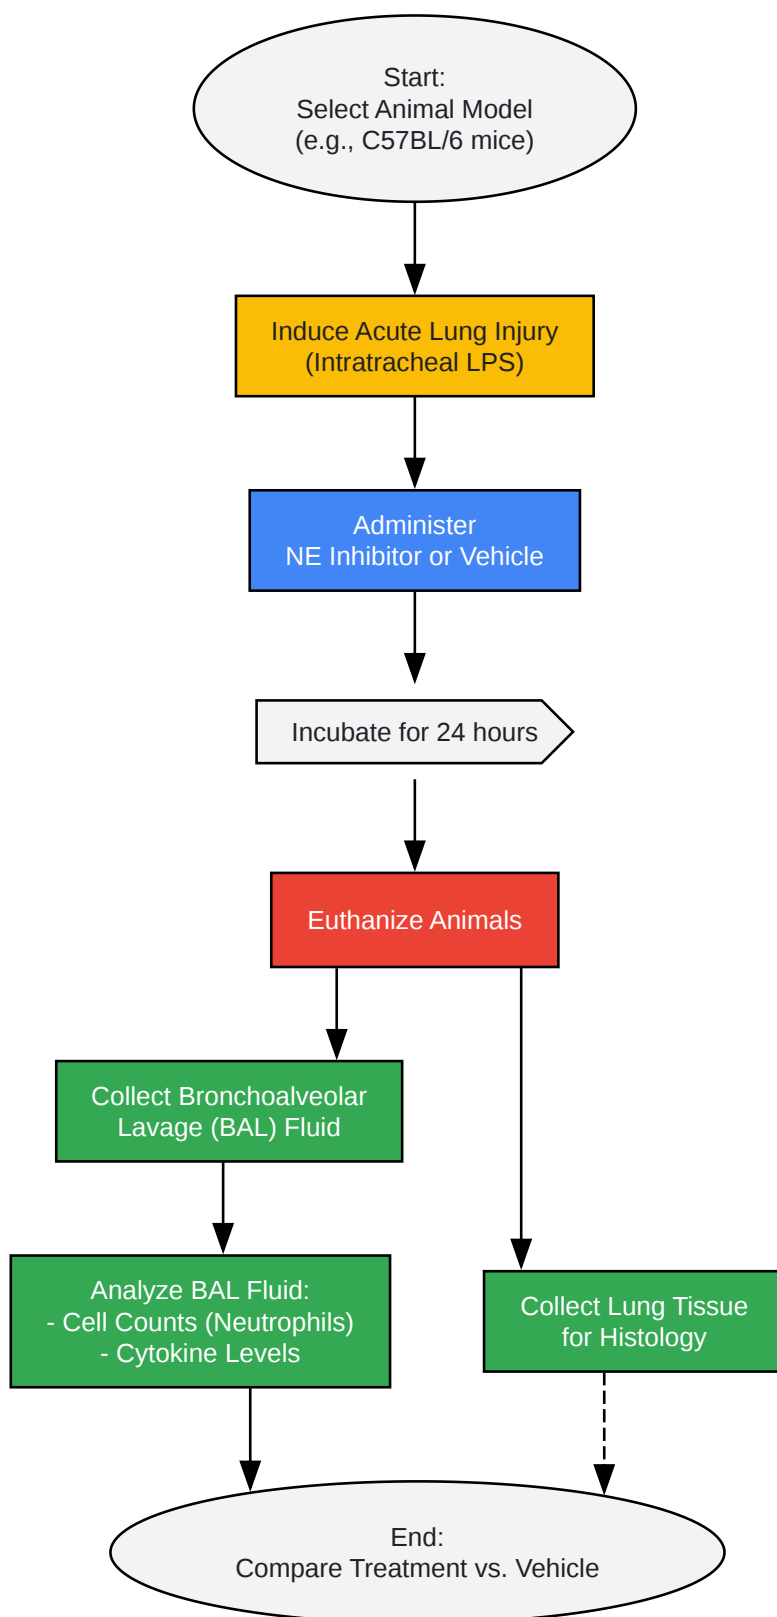 Start:
Select Animal Model
(e.g., C57BL/6 mice)
Induce Acute Lung Injury
(Intratracheal LPS)
Administer
NE Inhibitor or Vehicle
Incubate for 24 hours
Euthanize Animals
Collect Bronchoalveolar
Lavage (BAL) Fluid
Analyze BAL Fluid:
- Cell Counts (Neutrophils)
- Cytokine Levels
Collect Lung Tissue
for Histology
End:
Compare Treatment vs. Vehicle